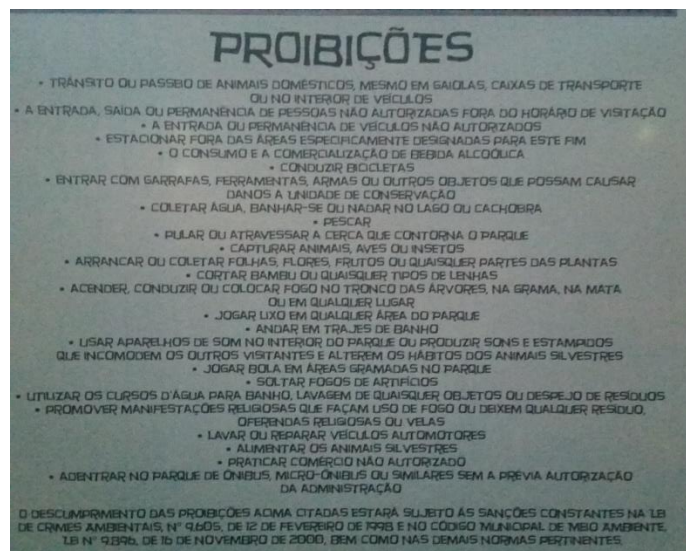 PROIBIÇÕES
• TRÂNSITO OU PASSEIO DE ANIMAIS DOMÉSTICOS, MESMO EM GAIOLAS, CAIXAS DE TRANSPORTE
OU NO INTERIOR DE VEÍCULOS
• A ENTRADA, SAÍDA OU PERMANÊNCIA DE PESSOAS NÃO AUTORIZADAS FORA DO HORÁRIO DE VISITAÇÃO
• A ENTRADA OU PERMANÊNCIA DE VEÍCULOS NÃO AUTORIZADOS
• ESTACIONAR FORA DAS ÁREAS ESPECIFICAMENTE DESIGNADAS PARA ESTE FIM
• O CONSUMO E A COMERCIALIZAÇÃO DE BEBIDA ALCOÓLICA
• CONDUZIR BICICLETAS
• ENTRAR COM GARRAFAS, FERRAMENTAS, ARMAS OU OUTROS OBJETOS QUE POSSAM CAUSAR
DANOS A UNIDADE DE CONSERVAÇÃO
• COLETAR ÁGUA, BANHAR-SE OU NADAR NO LAGO OU CACHOEIRA
• PESCAR
• PULAR OU ATRAVESSAR A CERCA QUE CONTORNA O PARQUE
• CAPTURAR ANIMAIS, AVES OU INSETOS
• ARRANCAR OU COLETAR FOLHAS, FLORES, FRUTOS OU QUAISQUER PARTES DAS PLANTAS
• CORTAR BAMBU OU QUAISQUER TIPOS DE LENHAS
• ACENDER, CONDUZIR OU COLOCAR FOGO NO TRONCO DAS ÁRVORES, NA GRAMA, NA MATA
OU EM QUALQUER LUGAR
• JOGAR LIXO EM QUALQUER ÁREA DO PARQUE
• ANDAR EM TRAJES DE BANHO
• USAR APARELHOS DE SOM NO INTERIOR DO PARQUE OU PRODUZIR SONS E ESTAMPIDOS
QUE INCOMODEM OS OUTROS VISITANTES E ALTEREM OS HÁBITOS DOS ANIMAIS SILVESTRES
• JOGAR BOLA EM ÁREAS GRAMADAS NO PARQUE
• SOLTAR FOGOS DE ARTIFÍCIOS
• UTILIZAR OS CURSOS D'ÁGUA PARA BANHO, LAVAGEM DE QUAISQUER OBJETOS OU DESPEJO DE RESÍDUOS
• PROMOVER MANIFESTAÇÕES RELIGIOSAS QUE FAÇAM USO DE FOGO OU DEIXEM QUALQUER RESÍDUO,
OFERENDAS RELIGIOSAS OU VELAS
• LAVAR OU REPARAR VEÍCULOS AUTOMOTORES
• ALIMENTAR OS ANIMAIS SILVESTRES
• PRATICAR COMÉRCIO NÃO AUTORIZADO
• ADENTRAR NO PARQUE DE ÔNIBUS, MICRO-ÔNIBUS OU SIMILARES SEM A PRÉVIA AUTORIZAÇÃO
DA ADMINISTRAÇÃO
O DESCUMPRIMENTO DAS PROIBIÇÕES ACIMA CITADAS ESTARÁ SUJEITO ÁS SANÇÕES CONSTANTES NA LEI
DE CRIMES AMBIENTAIS, Nº 9.605, DE 12 DE FEVEREIRO DE 1998 E NO CÓDIGO MUNICIPAL DE MEIO AMBIENTE,
LEI Nº 9.896, DE 16 DE NOVEMBRO DE 2000, BEM COMO NAS DEMAIS NORMAS PERTINENTES.